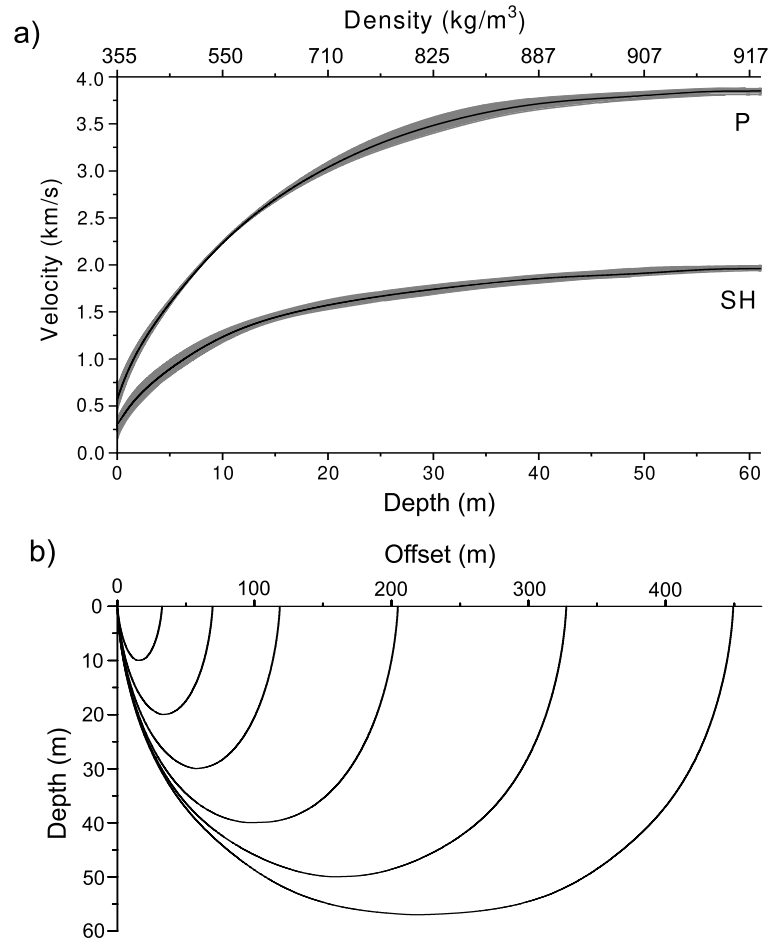 a)
Density (kg/m³)
355 550 710 825 887 907 917
4.0
3.5
3.0
2.5
2.0
1.5
1.0
0.5
0.0
Velocity (km/s)
P
SH
0 10 20 30 40 50 60
Depth (m)
b)
Offset (m)
0 100 200 300 400
0
10
20
30
40
50
60
Depth (m)